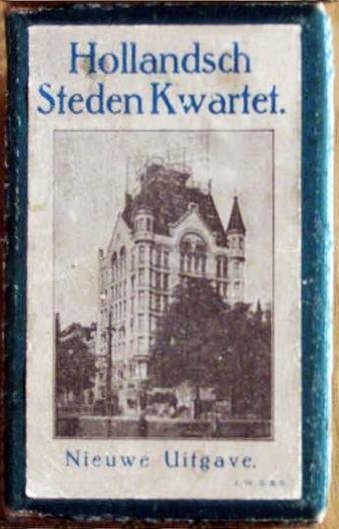 Hollandsch
Steden Kwartet.
Nieuwe Uitgave.